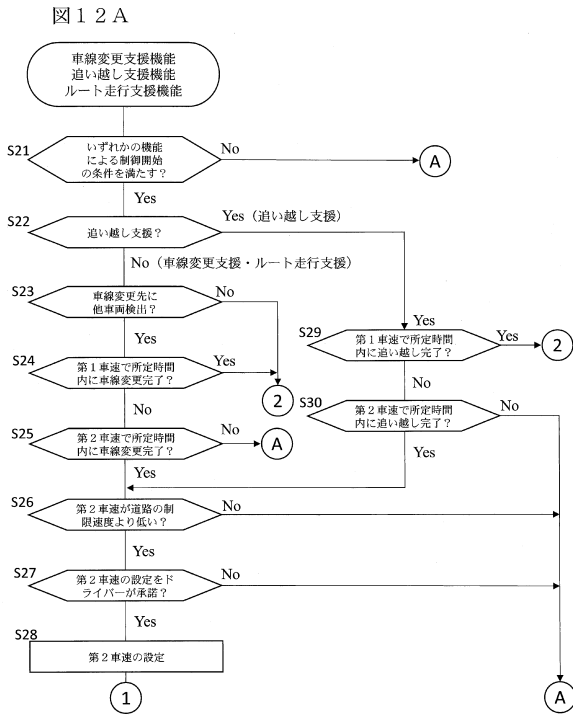 図１２Ａ
車線変更支援機能
追い越し支援機能
ルート走行支援機能
S21
いずれかの機能
による制御開始
の条件を満たす？
No
A
Yes
S22
追い越し支援？
Yes（追い越し支援）
No（車線変更支援・ルート走行支援）
S23
車線変更先に
他車両検出？
No
Yes
S24
第１車速で所定時間
内に車線変更完了？
Yes
2
No
S25
第２車速で所定時間
内に車線変更完了？
No
A
Yes
Yes
S29
第１車速で所定時間
内に追い越し完了？
Yes
2
No
S30
第２車速で所定時間
内に追い越し完了？
No
Yes
S26
第２車速が道路の制
限速度より低い？
No
Yes
S27
第２車速の設定をド
ライバーが承諾？
No
Yes
S28
第２車速の設定
1
A